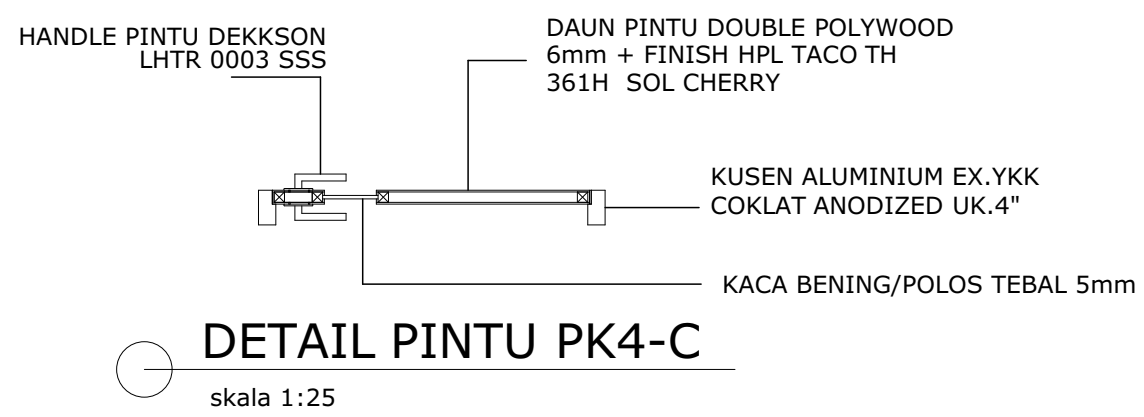 HANDLE PINTU DEKKSON
LHTR 0003 SSS
DAUN PINTU DOUBLE POLYWOOD
6mm + FINISH HPL TACO TH
361H SOL CHERRY
KUSEN ALUMINIUM EX.YKK
COKLAT ANODIZED UK.4"
KACA BENING/POLOS TEBAL 5mm
DETAIL PINTU PK4-C
skala 1:25